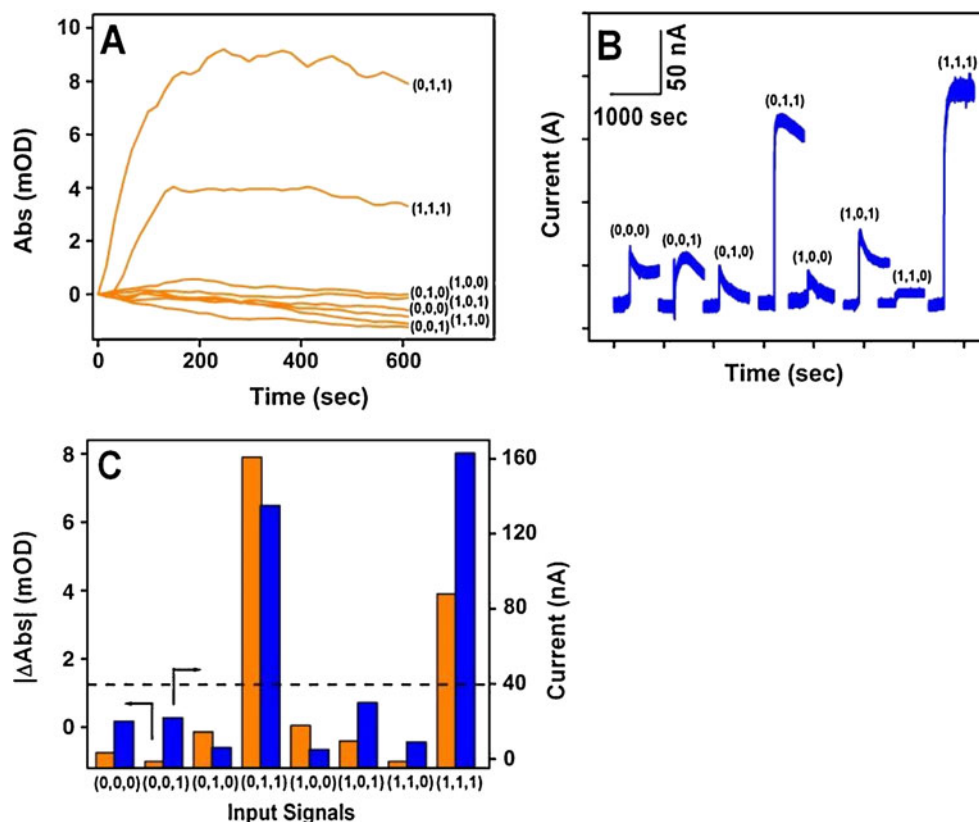 A
Abs (mOD)
10
8
6
4
2
0
(0,1,1)
(1,1,1)
(1,0,0)
(0,1,0)
(1,0,1)
(0,0,0)
(1,1,0)
(0,0,1)
0 200 400 600
Time (sec)
B
50 nA
1000 sec
Current (A)
(0,0,0)
(0,0,1)
(0,1,0)
(0,1,1)
(1,0,0)
(1,0,1)
(1,1,0)
(1,1,1)
Time (sec)
C
|ΔAbs| (mOD)
8
6
4
2
0
160
120
80
40
0
Current (nA)
(0,0,0) (0,0,1) (0,1,0) (0,1,1) (1,0,0) (1,0,1) (1,1,0) (1,1,1)
Input Signals